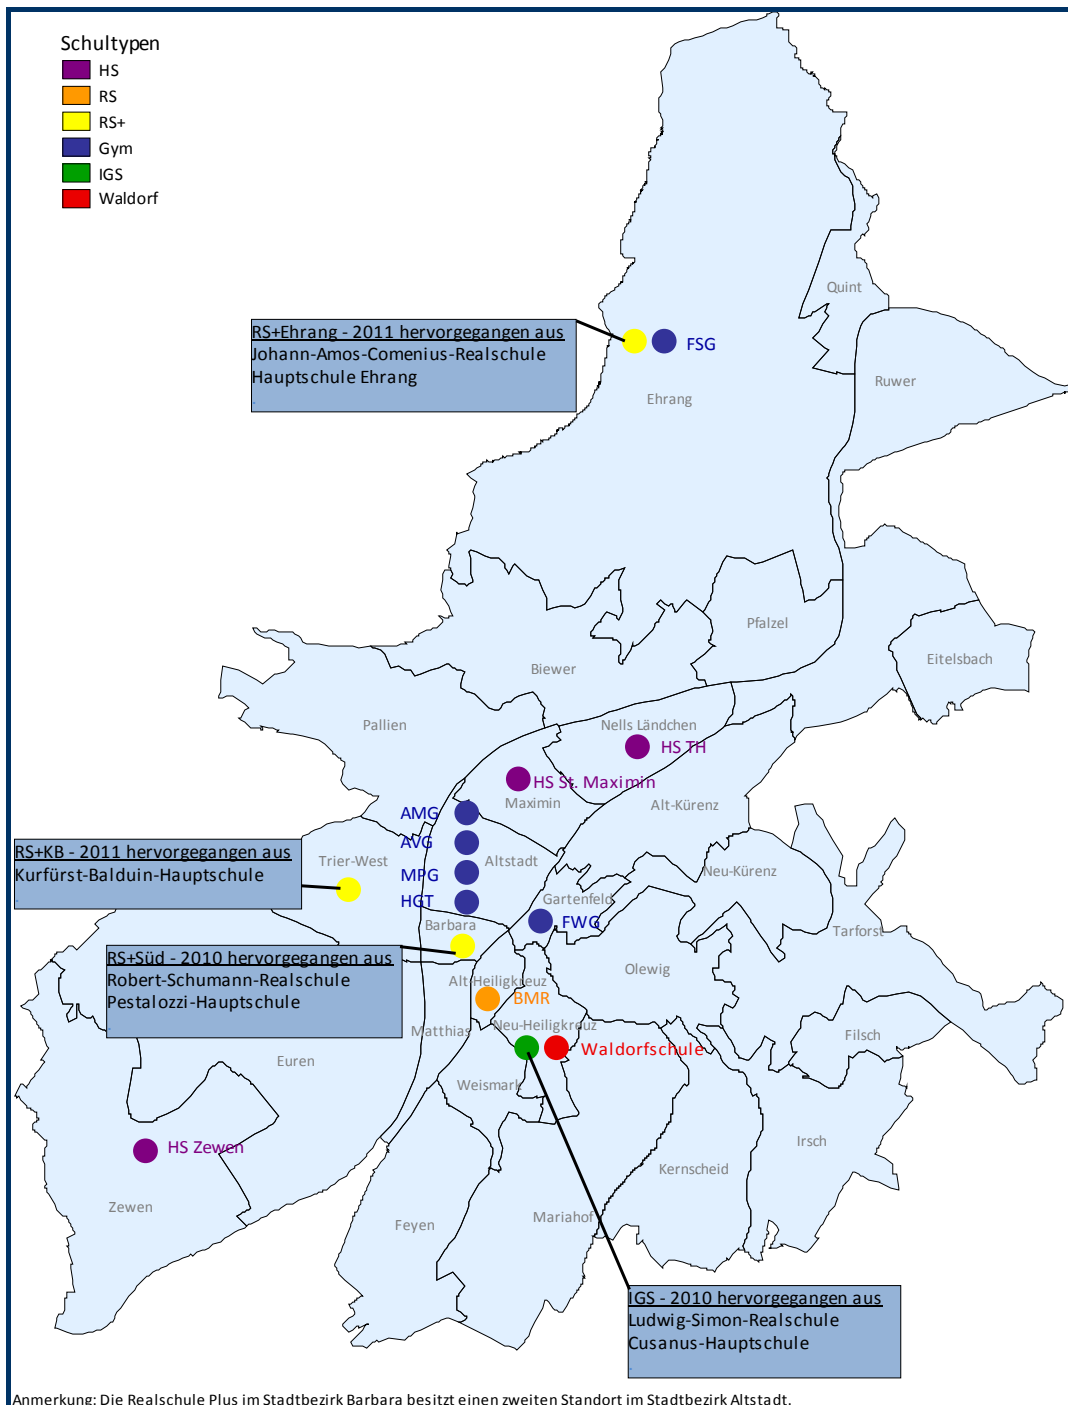 Schultypen
HS
RS
RS+
Gym
IGS
Waldorf
Quint
RS+Ehrang - 2011 hervorgegangen aus
Johann-Amos-Comenius-Realschule
Hauptschule Ehrang
FSG
Ruwer
Ehrang
Pfalzel
Eitelsbach
Biewer
Pallien
Nells Ländchen
HS TH
HS St. Maximin
Maximin
Alt-Kürenz
AMG
AVG
Altstadt
MPG
HGT
RS+KB - 2011 hervorgegangen aus
Kurfürst-Balduin-Hauptschule
Trier-West
Neu-Kürenz
Gartenfeld
FWG
Barbara
Tarforst
RS+Süd - 2010 hervorgegangen aus
Robert-Schumann-Realschule
Pestalozzi-Hauptschule
Olewig
Alt-Heiligkreuz
BMR
Neu-Heiligkreuz
Matthias
Filsch
Waldorfschule
Euren
Weismark
Irsch
HS Zewen
Kernscheid
Zewen
Mariahof
Feyen
IGS - 2010 hervorgegangen aus
Ludwig-Simon-Realschule
Cusanus-Hauptschule
Anmerkung: Die Realschule Plus im Stadtbezirk Barbara besitzt einen zweiten Standort im Stadtbezirk Altstadt.